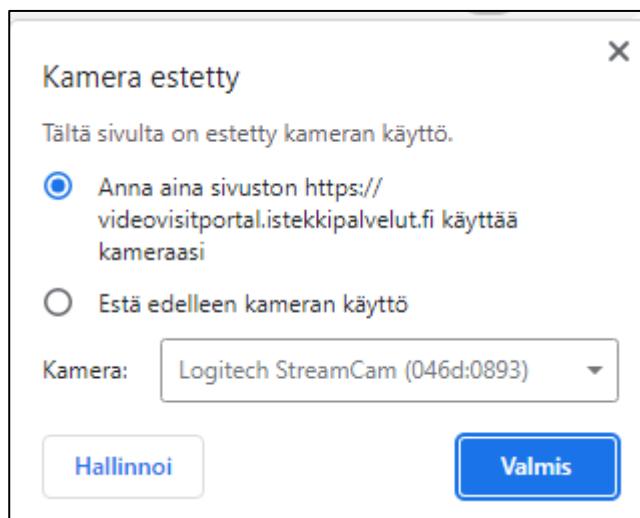 Kamera estetty
Tältä sivulta on estetty kameran käyttö.
Anna aina sivuston https://
videovisitportal.istekkipalvelut.fi käyttää
kameraasi
Estä edelleen kameran käyttö
Kamera: Logitech StreamCam (046d:0893)
Hallinnoi Valmis